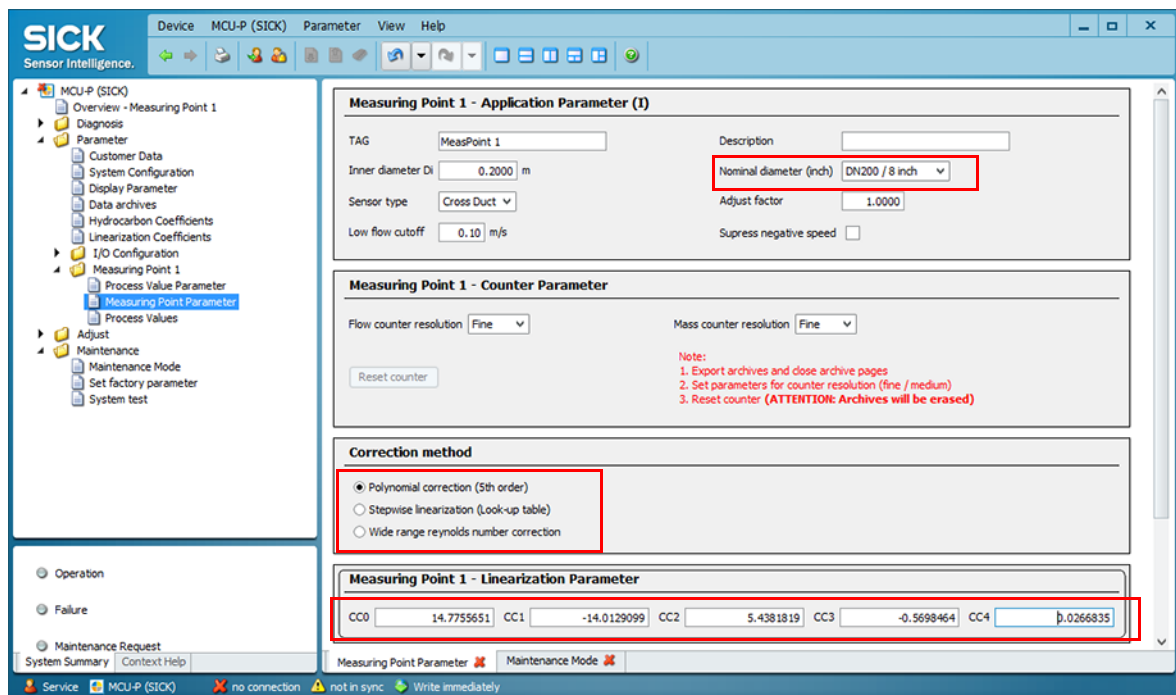 SICK
Sensor Intelligence.
Device MCU-P (SICK) Parameter View Help
MCU-P (SICK)
Overview - Measuring Point 1
Diagnosis
Parameter
Customer Data
System Configuration
Display Parameter
Data archives
Hydrocarbon Coefficients
Linearization Coefficients
I/O Configuration
Measuring Point 1
Process Value Parameter
Measuring Point Parameter
Process Values
Adjust
Maintenance
Maintenance Mode
Set factory parameter
System test
Operation
Failure
Maintenance Request
System Summary Context Help
Measuring Point 1 - Application Parameter (I)
TAG MeasPoint 1 Description
Inner diameter Di 0.2000 m Nominal diameter (inch) DN200 / 8 inch
Sensor type Cross Duct Adjust factor 1.0000
Low flow cutoff 0.10 m/s Supress negative speed
Measuring Point 1 - Counter Parameter
Flow counter resolution Fine Mass counter resolution Fine
Reset counter
Note:
1. Export archives and close archive pages
2. Set parameters for counter resolution (fine / medium)
3. Reset counter (ATTENTION: Archives will be erased)
Correction method
Polynomial correction (5th order)
Stepwise linearization (Look-up table)
Wide range reynolds number correction
Measuring Point 1 - Linearization Parameter
CC0 14.7755651 CC1 -14.0129099 CC2 5.4381819 CC3 -0.5698464 CC4 0.0266835
Measuring Point Parameter Maintenance Mode
Service MCU-P (SICK) no connection not in sync Write immediately